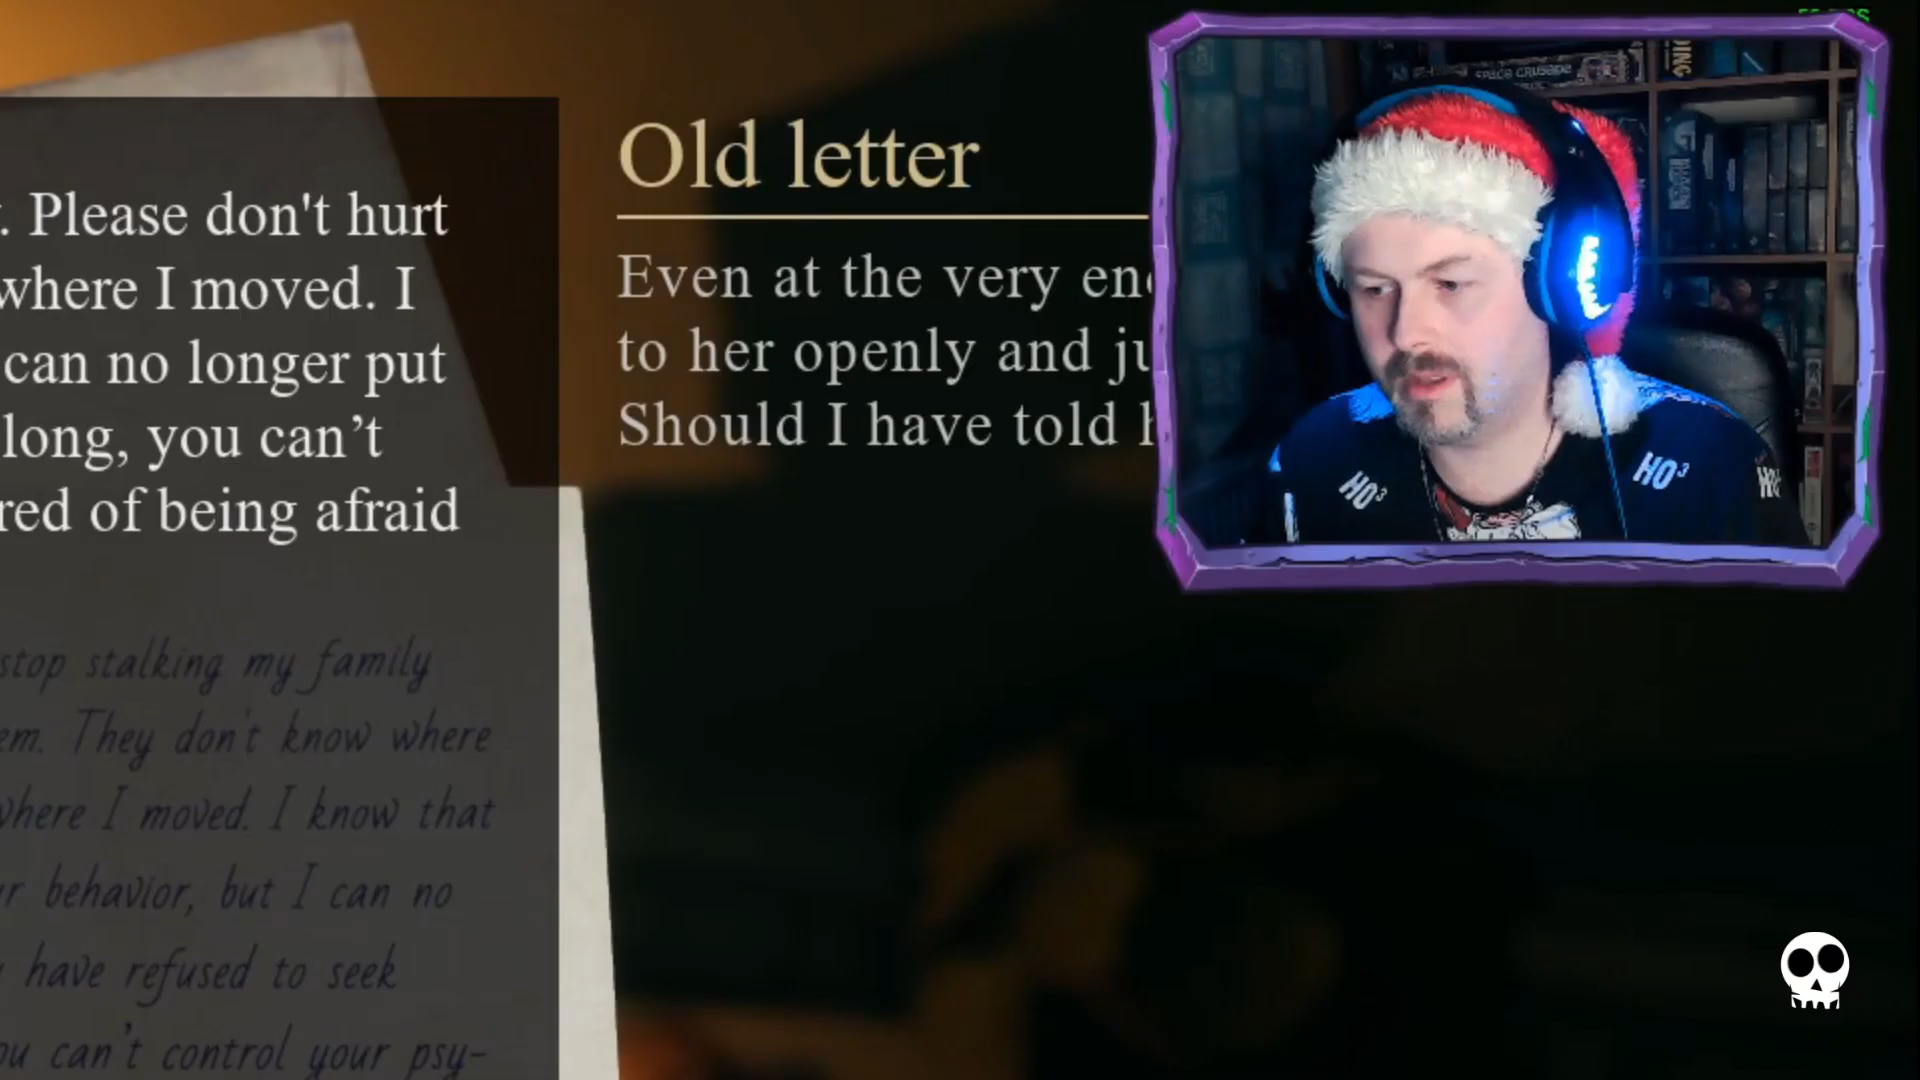 . Please don't hurt
where I moved. I
can no longer put
long, you can’t
red of being afraid
stop stalking my family
em. They don't know where
where I moved. I know that
r behavior, but I can no
have refused to seek
ou can't control your psy-
Old letter
Even at the very en
to her openly and ju
Should I have told h
SPACE CRUSADE
HO³
HO³